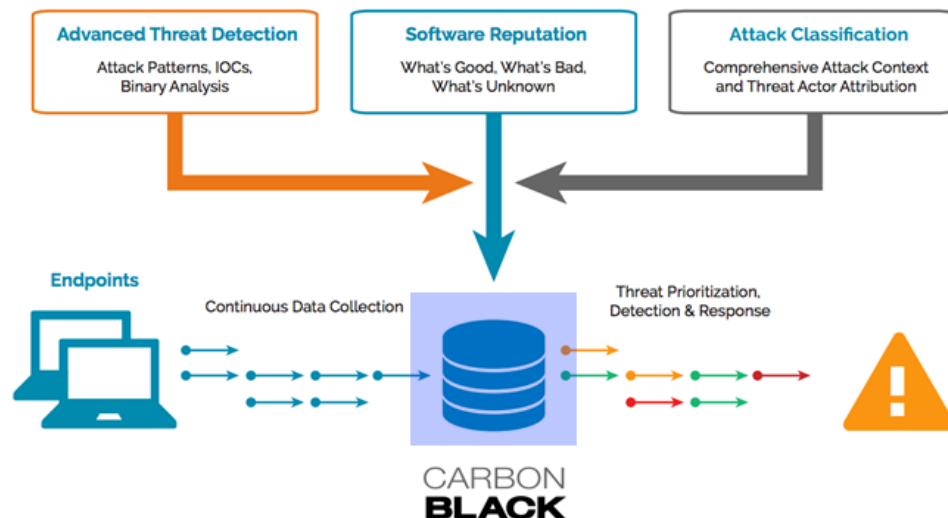 Advanced Threat Detection
Attack Patterns, IOCs,
Binary Analysis
Software Reputation
What's Good, What's Bad,
What's Unknown
Attack Classification
Comprehensive Attack Context
and Threat Actor Attribution
Endpoints
Continuous Data Collection
Threat Prioritization,
Detection & Response
CARBON
BLACK